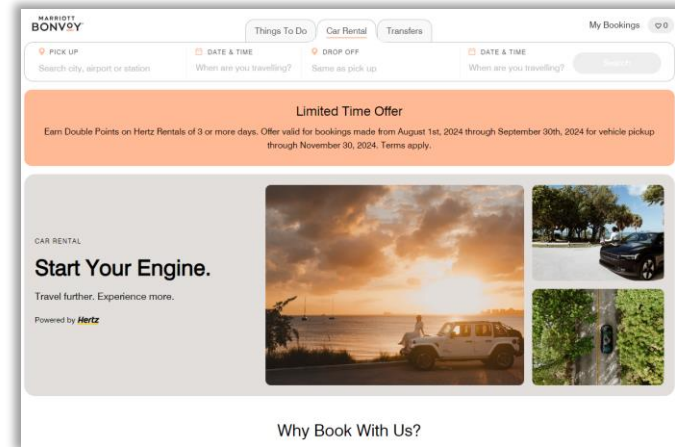 MARRIOTT
BONVOY
Things To Do
Car Rental
Transfers
My Bookings
0
PICK UP
DATE & TIME
DROP OFF
DATE & TIME
Search city, airport or station
When are you travelling?
Same as pick up
When are you travelling?
Search
Limited Time Offer
Earn Double Points on Hertz Rentals of 3 or more days. Offer valid for bookings made from August 1st, 2024 through September 30th, 2024 for vehicle pickup
through November 30, 2024. Terms apply.
CAR RENTAL
Start Your Engine.
Travel further. Experience more.
Powered by Hertz
Why Book With Us?